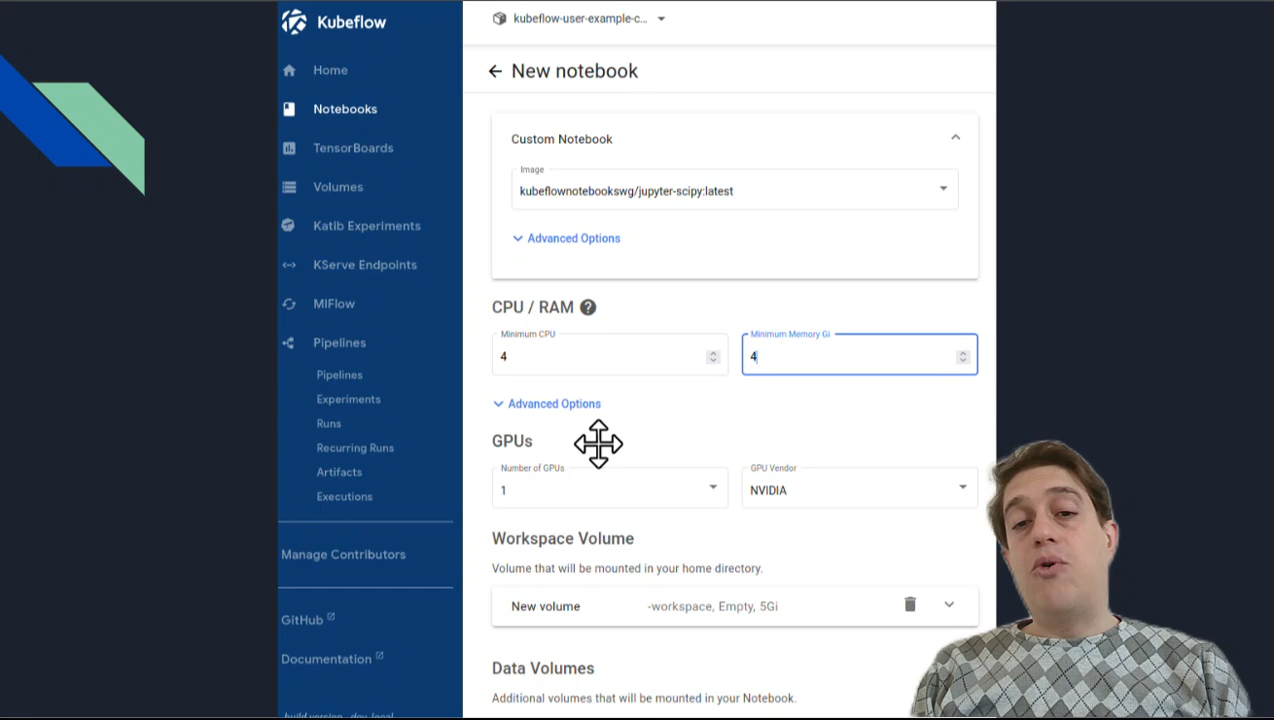 Kubeflow
Home
Notebooks
TensorBoards
Volumes
Katib Experiments
KServe Endpoints
MlFlow
Pipelines
Pipelines
Experiments
Runs
Recurring Runs
Artifacts
Executions
Manage Contributors
GitHub
Documentation
build version dev_local
kubeflow-user-example-c...
New notebook
Custom Notebook
Image
kubeflownotebookswg/jupyter-scipy:latest
Advanced Options
CPU / RAM
Minimum CPU
4
Minimum Memory Gi
4
Advanced Options
GPUs
Number of GPUs
1
GPU Vendor
NVIDIA
Workspace Volume
Volume that will be mounted in your home directory.
New volume -workspace, Empty, 5Gi
Data Volumes
Additional volumes that will be mounted in your Notebook.